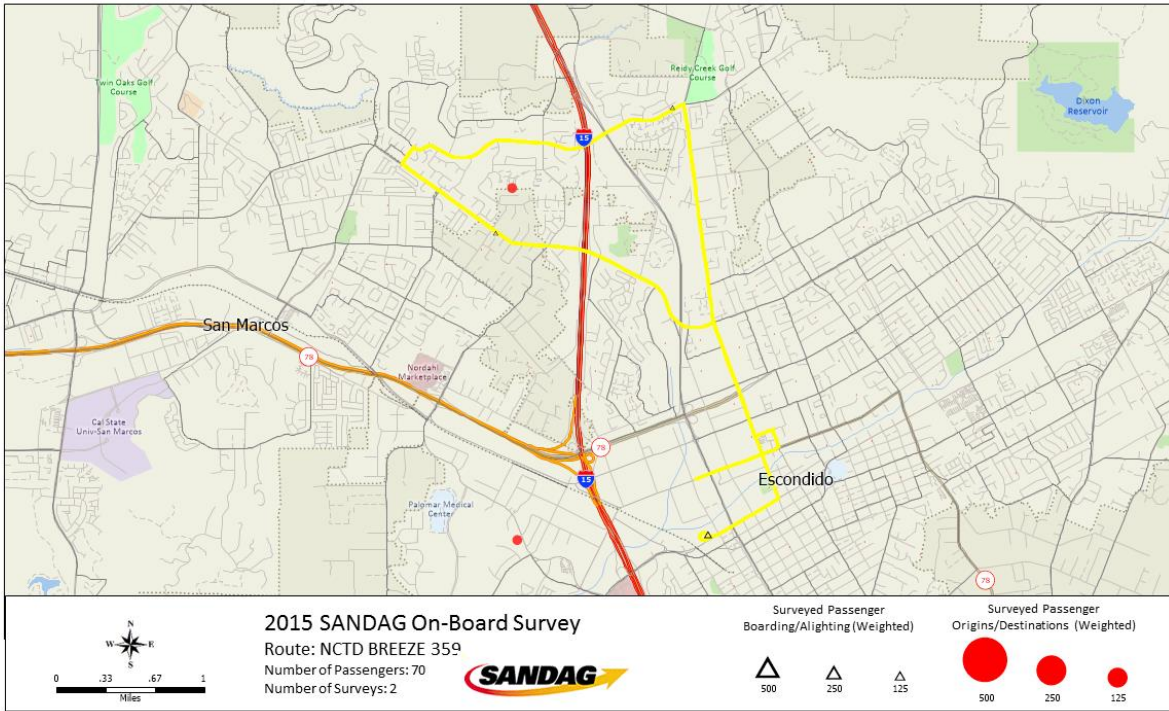 Twin Oaks Golf
Course
Reidy Creek Golf
Course
Dixon
Reservoir
15
San Marcos
78
Nordahl
Marketplace
Cal State
Univ-San Marcos
78
15
Escondido
Palomar Medical
Center
78
N
W E
S
0 .33 .67 1
Miles
2015 SANDAG On-Board Survey
Route: NCTD BREEZE 359
Number of Passengers: 70
Number of Surveys: 2
SANDAG
Surveyed Passenger
Boarding/Alighting (Weighted)
500 250 125
Surveyed Passenger
Origins/Destinations (Weighted)
500 250 125